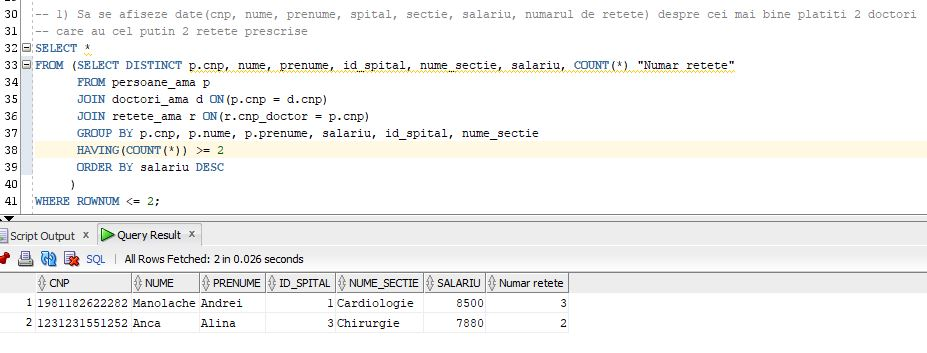 30 -- 1) Sa se afiseze date(cnp, nume, prenume, spital, sectie, salariu, numarul de retete) despre cei mai bine platiti 2 doctori
31 -- care au cel putin 2 retete prescrise
32 SELECT *
33 FROM (SELECT DISTINCT p.cnp, nume, prenume, id_spital, nume_sectie, salariu, COUNT(*) "Numar retete"
34 FROM persoane_ama p
35 JOIN doctori_ama d ON(p.cnp = d.cnp)
36 JOIN retete_ama r ON(r.cnp_doctor = p.cnp)
37 GROUP BY p.cnp, p.nume, p.prenume, salariu, id_spital, nume_sectie
38 HAVING(COUNT(*)) >= 2
39 ORDER BY salariu DESC
40 )
41 WHERE ROWNUM <= 2;
Script Output x Query Result x
SQL | All Rows Fetched: 2 in 0.026 seconds
CNP NUME PRENUME ID_SPITAL NUME_SECTIE SALARIU Numar retete
1 1981182622282 Manolache Andrei 1 Cardiologie 8500 3
2 1231231551252 Anca Alina 3 Chirurgie 7880 2